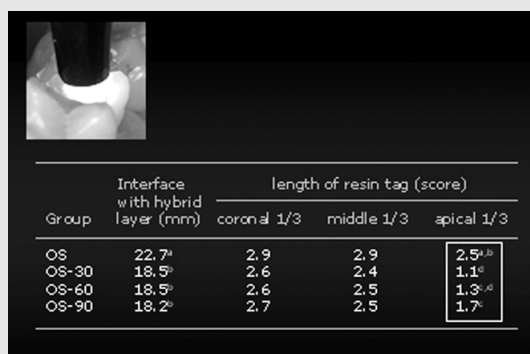 Interface length of resin tag (score)
with hybrid
Group layer (mm) coronal 1/3 middle 1/3 apical 1/3
OS 22.7ᵃ 2.9 2.9 2.5ᵃ,ᵇ
OS-30 18.5ᵇ 2.6 2.4 1.1ᵈ
OS-60 18.5ᵇ 2.6 2.5 1.3ᶜ,ᵈ
OS-90 18.2ᵇ 2.7 2.5 1.7ᶜ